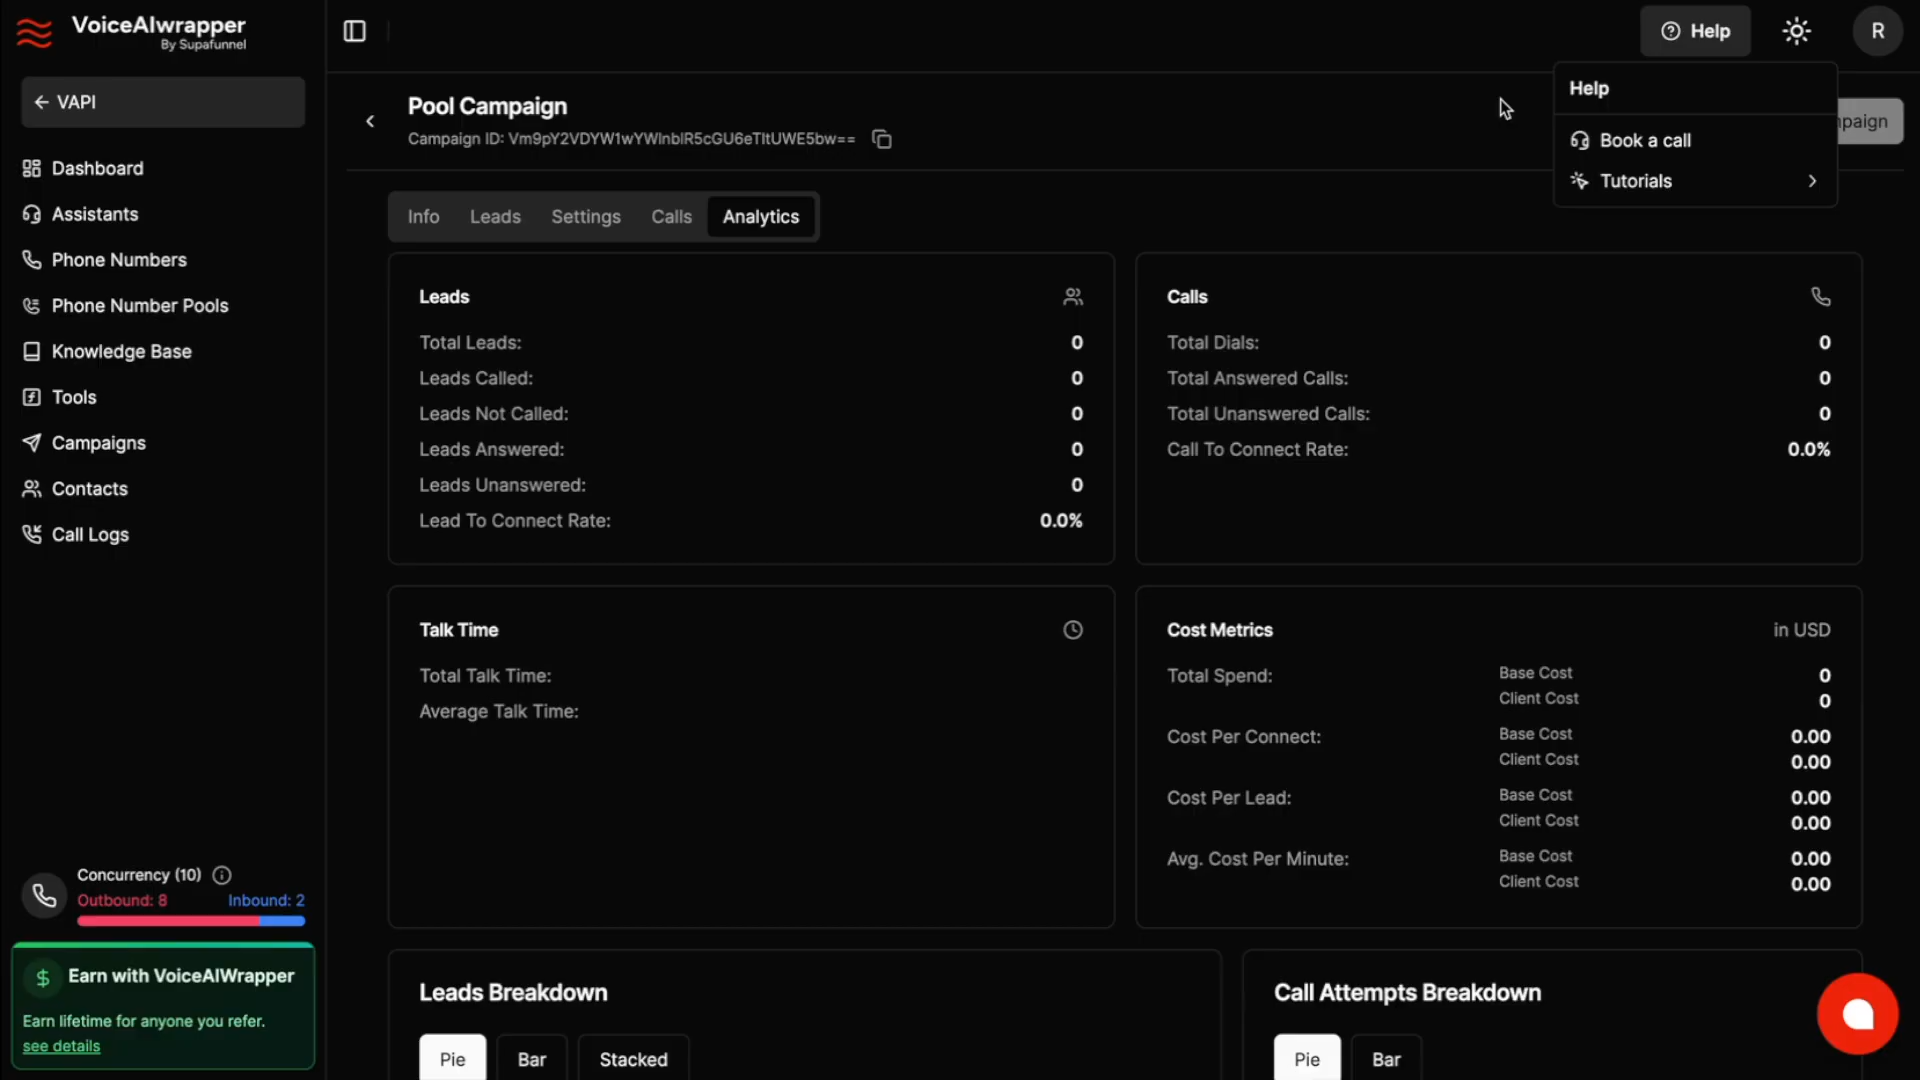 VoiceAIwrapper
By Supafunnel
Help
R
VAPI
Help
Pool Campaign
paign
Campaign ID: Vm9pY2VDYW1wYWlnblR5cGU6eTltUWE5bw==
Book a call
Tutorials
Dashboard
Assistants
Phone Numbers
Phone Number Pools
Knowledge Base
Tools
Campaigns
Contacts
Call Logs
Info Leads Settings Calls Analytics
Leads
Total Leads: 0
Leads Called: 0
Leads Not Called: 0
Leads Answered: 0
Leads Unanswered: 0
Lead To Connect Rate: 0.0%
Calls
Total Dials: 0
Total Answered Calls: 0
Total Unanswered Calls: 0
Call To Connect Rate: 0.0%
Talk Time
Total Talk Time:
Average Talk Time:
Cost Metrics in USD
Total Spend: Base Cost 0
Client Cost 0
Cost Per Connect: Base Cost 0.00
Client Cost 0.00
Cost Per Lead: Base Cost 0.00
Client Cost 0.00
Avg. Cost Per Minute: Base Cost 0.00
Client Cost 0.00
Concurrency (10)
Outbound: 8 Inbound: 2
$ Earn with VoiceAIWrapper
Earn lifetime for anyone you refer.
see details
Leads Breakdown
Pie Bar Stacked
Call Attempts Breakdown
Pie Bar